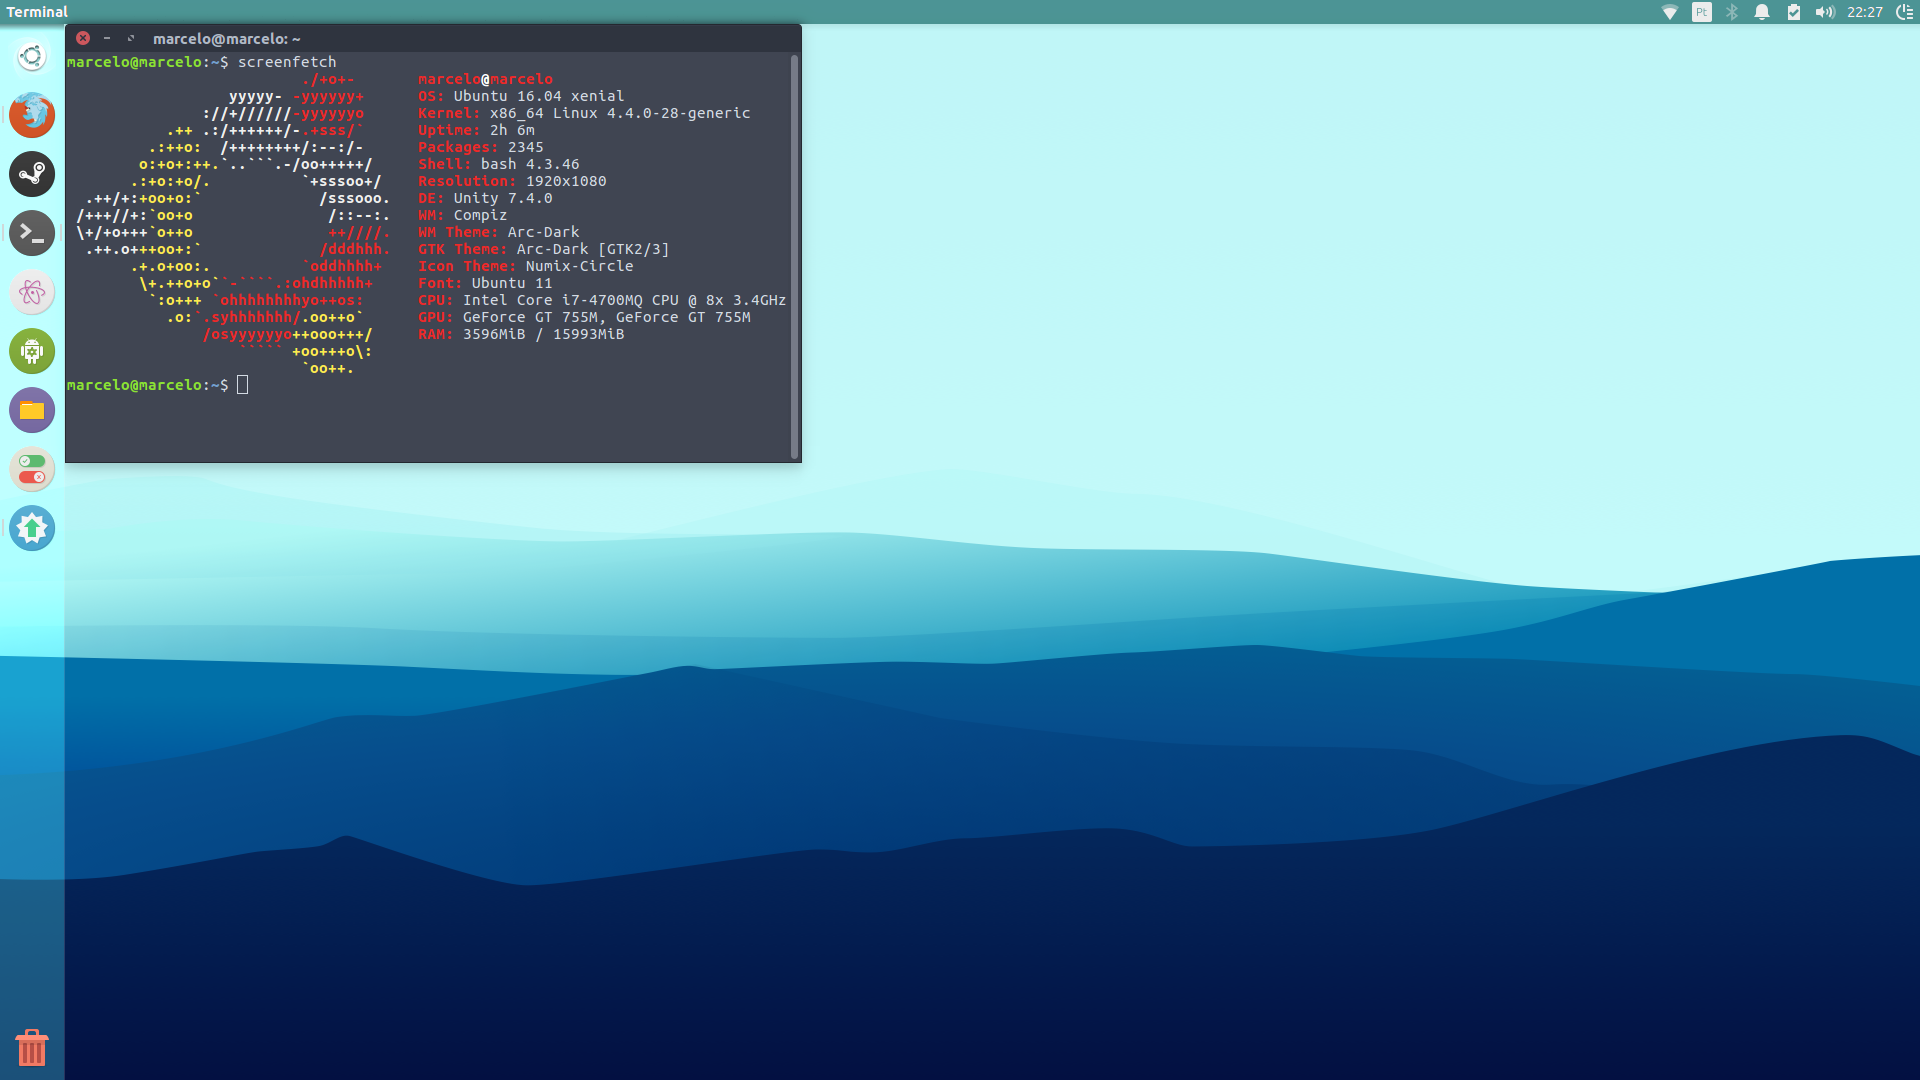 Terminal
Pt
22:27
marcelo@marcelo: ~
marcelo@marcelo:~$ screenfetch
./+o+-       marcelo@marcelo
yyyyy- -yyyyyy+      OS: Ubuntu 16.04 xenial
://+//////-yyyyyyo      Kernel: x86_64 Linux 4.4.0-28-generic
.++ .:/++++++/-.+sss/`      Uptime: 2h 6m
.:++o:  /++++++++/:--:/-      Packages: 2345
o:+o+:++.`..```.-/oo+++++/     Shell: bash 4.3.46
.:+o:+o/.          `+sssoo+/    Resolution: 1920x1080
.++/+:+oo+o:`             /sssooo.   DE: Unity 7.4.0
/+++//+:`oo+o               /::--:.   WM: Compiz
\+/+o+++`o++o               ++////.   WM Theme: Arc-Dark
.++.o+++oo+:`             /dddhhh.   GTK Theme: Arc-Dark [GTK2/3]
.+.o+oo:.          `oddhhhh+    Icon Theme: Numix-Circle
\+.++o+o``-````.:ohdhhhhh+     Font: Ubuntu 11
`:o+++ `ohhhhhhhhyo++os:      CPU: Intel Core i7-4700MQ CPU @ 8x 3.4GHz
.o:`.syhhhhhhh/.oo++o`      GPU: GeForce GT 755M, GeForce GT 755M
/osyyyyyyo++ooo+++/     RAM: 3596MiB / 15993MiB
````` +oo+++o\:
`oo++.
marcelo@marcelo:~$